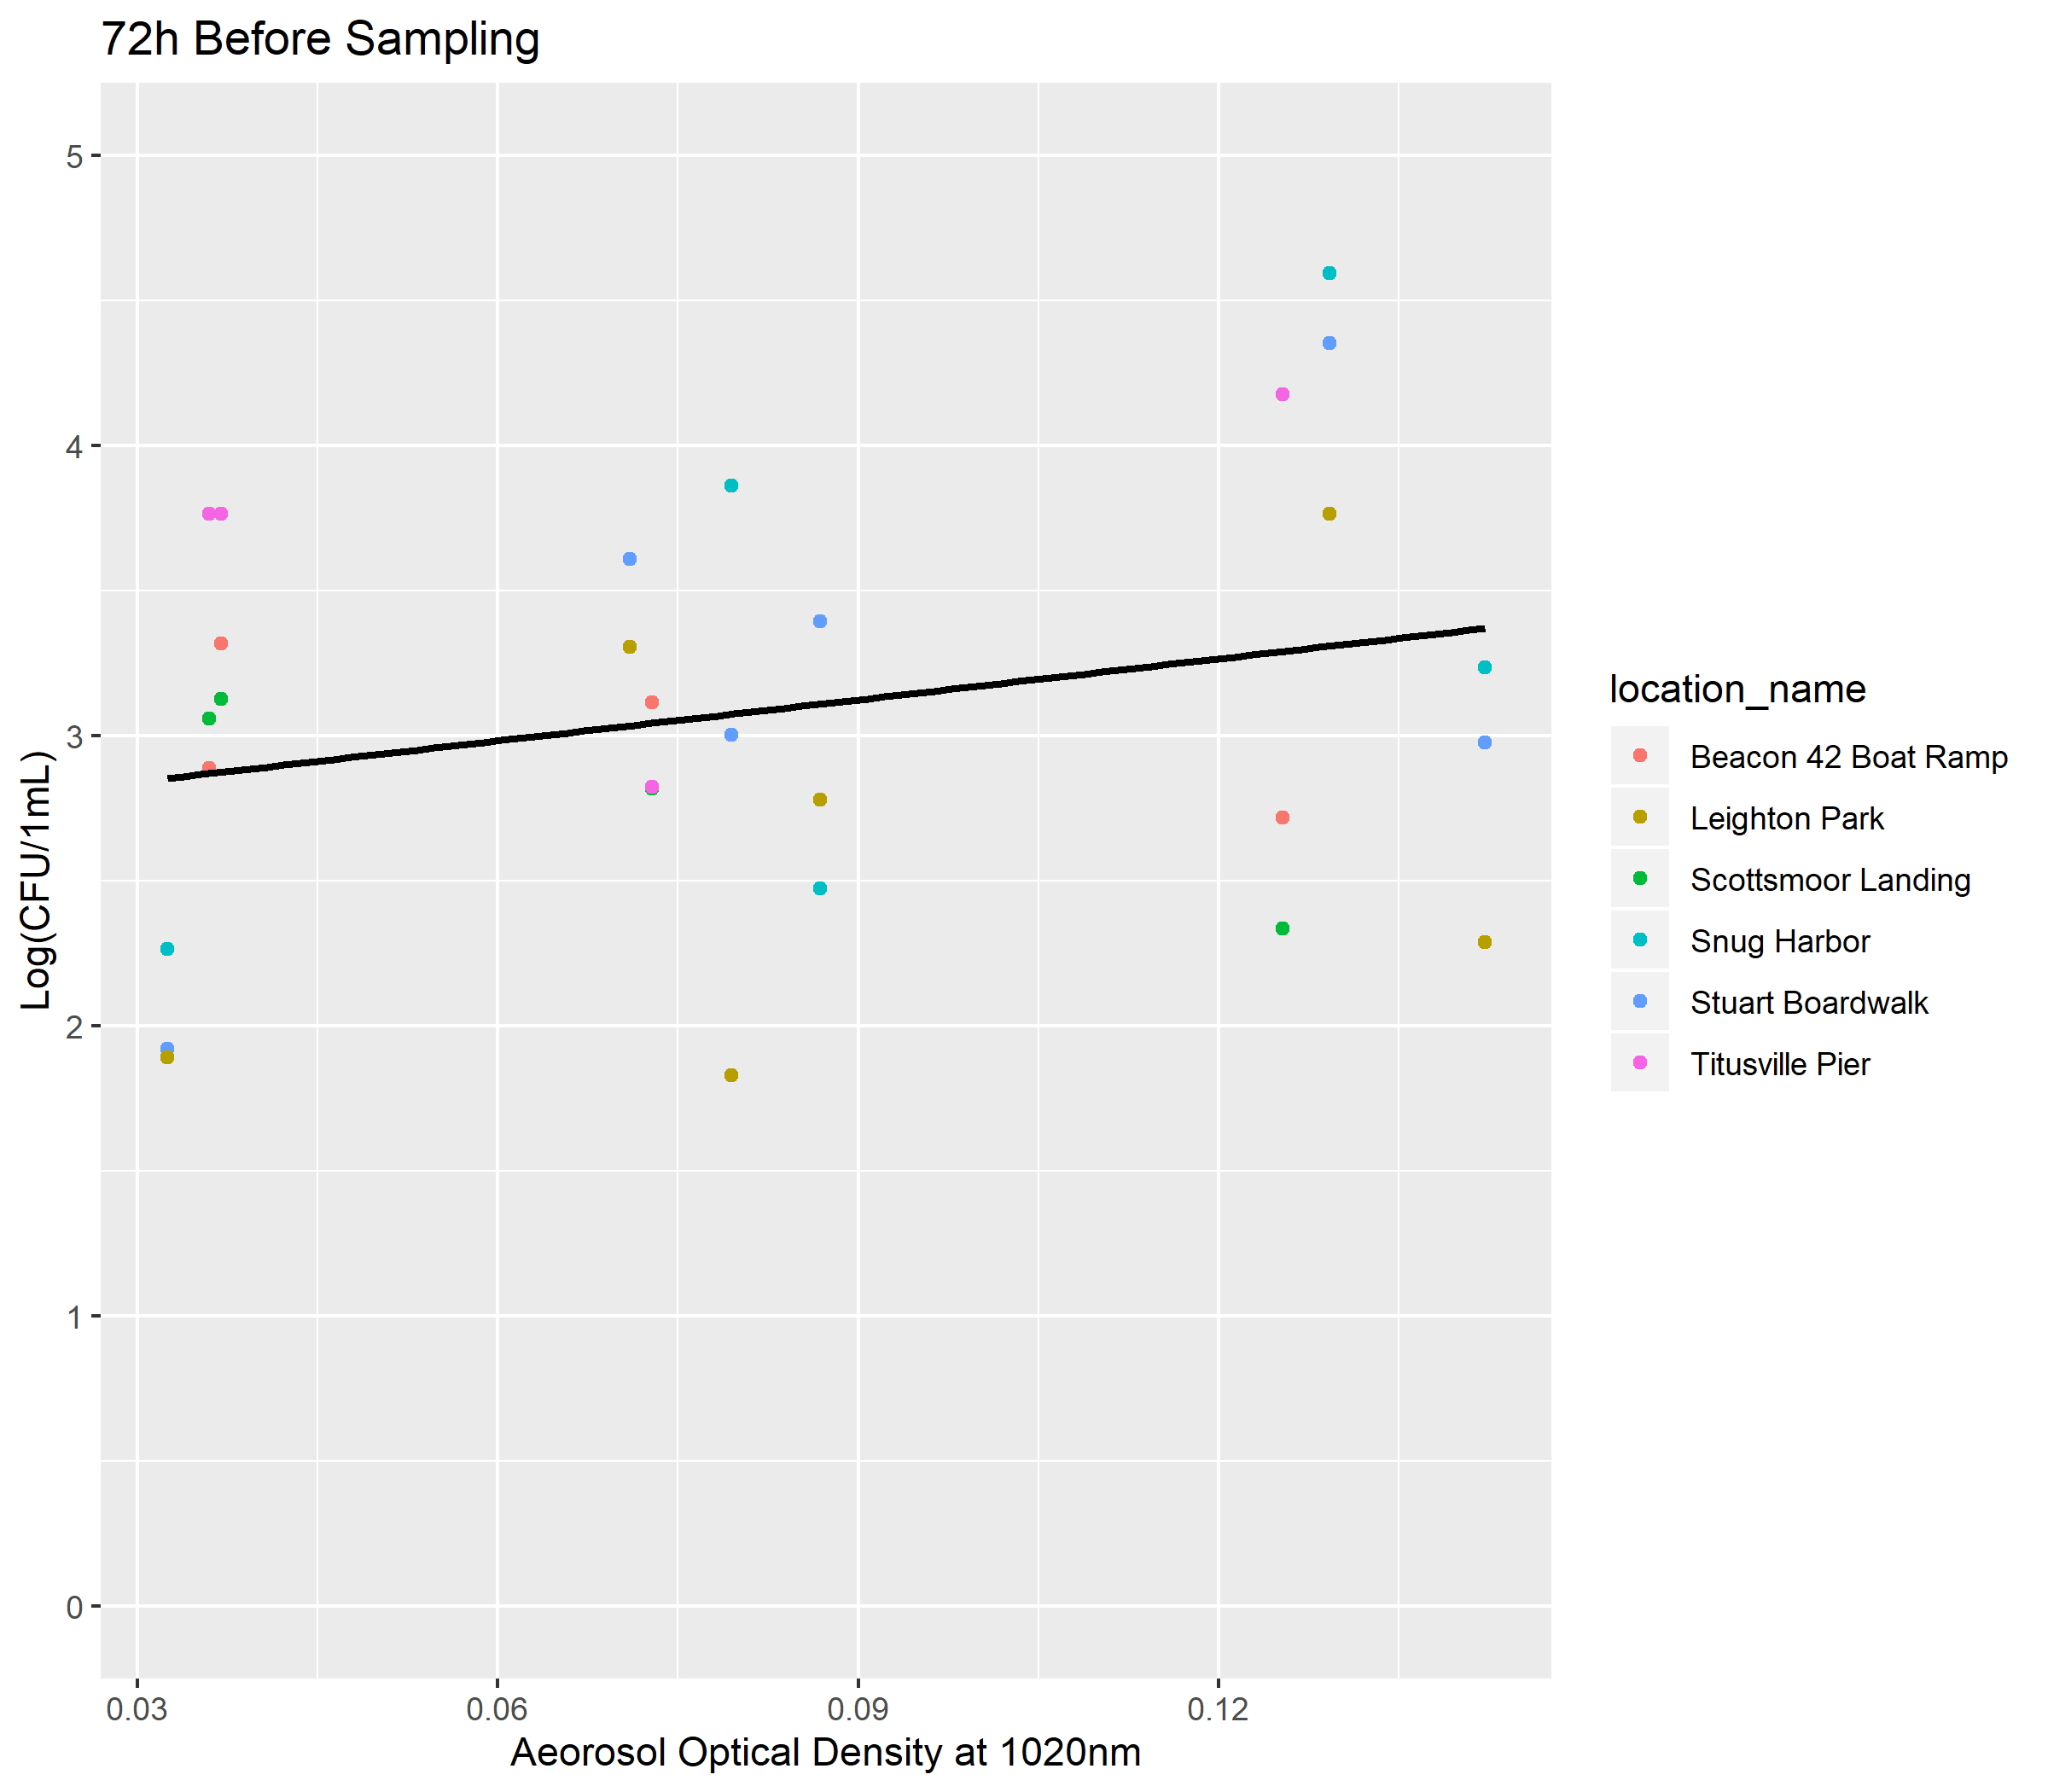 72h Before Sampling
5
4
3
2
1
0
Log(CFU/1mL)
0.03 0.06 0.09 0.12
Aeorosol Optical Density at 1020nm
location_name
Beacon 42 Boat Ramp
Leighton Park
Scottsmoor Landing
Snug Harbor
Stuart Boardwalk
Titusville Pier